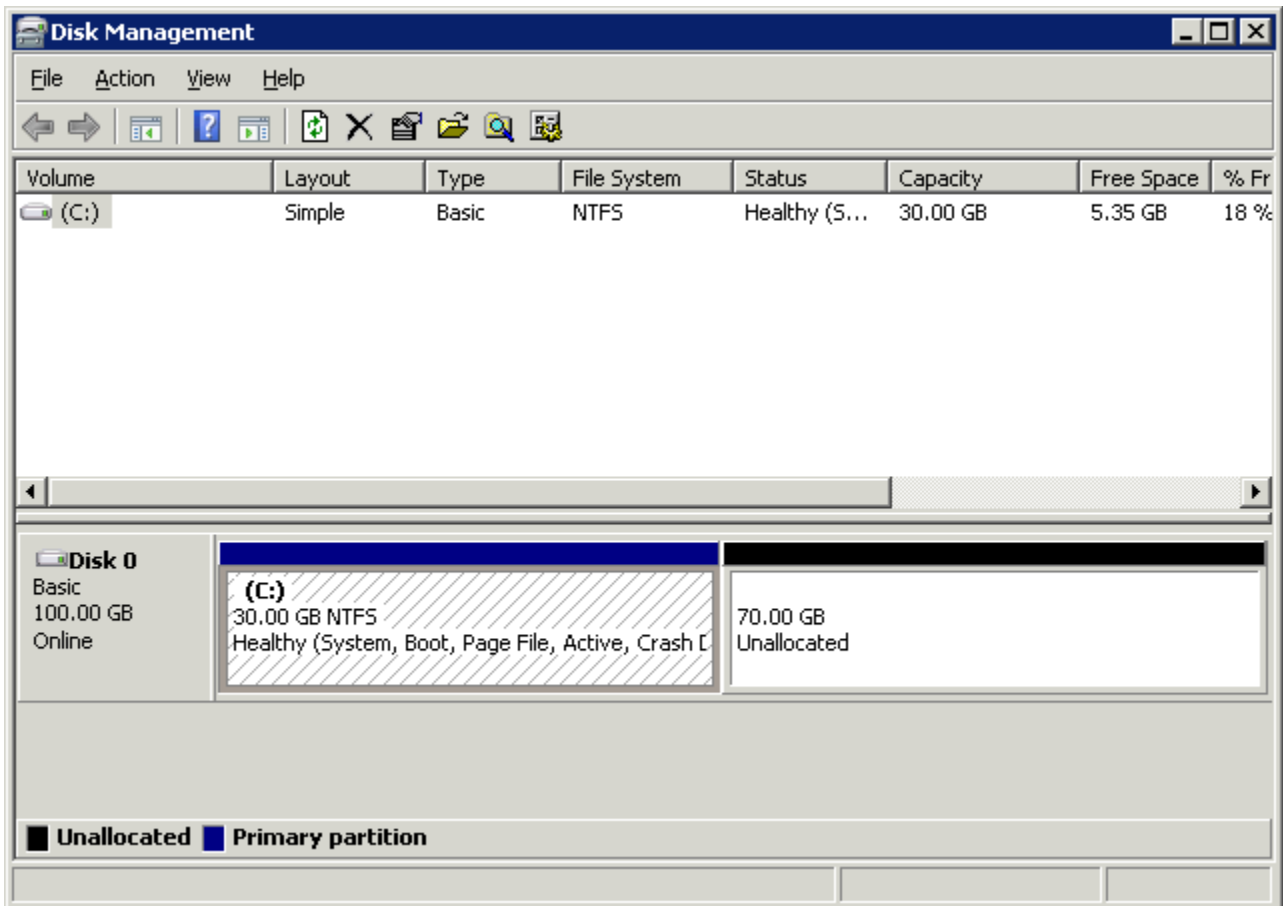 Disk Management
File Action View Help
Volume Layout Type File System Status Capacity Free Space % Fr
(C:) Simple Basic NTFS Healthy (S... 30.00 GB 5.35 GB 18 %
Disk 0
Basic
100.00 GB
Online
(C:)
30.00 GB NTFS
Healthy (System, Boot, Page File, Active, Crash D
70.00 GB
Unallocated
Unallocated Primary partition